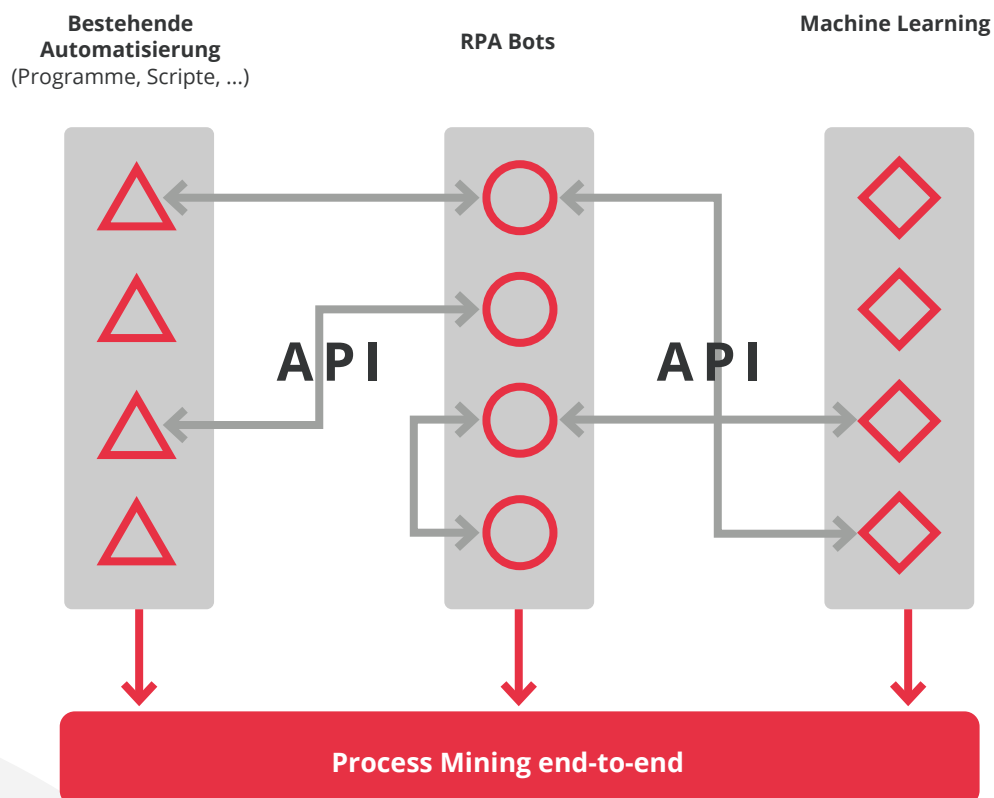 Bestehende
Automatisierung
(Programme, Scripte, ...)
RPA Bots
Machine Learning
API
API
Process Mining end-to-end